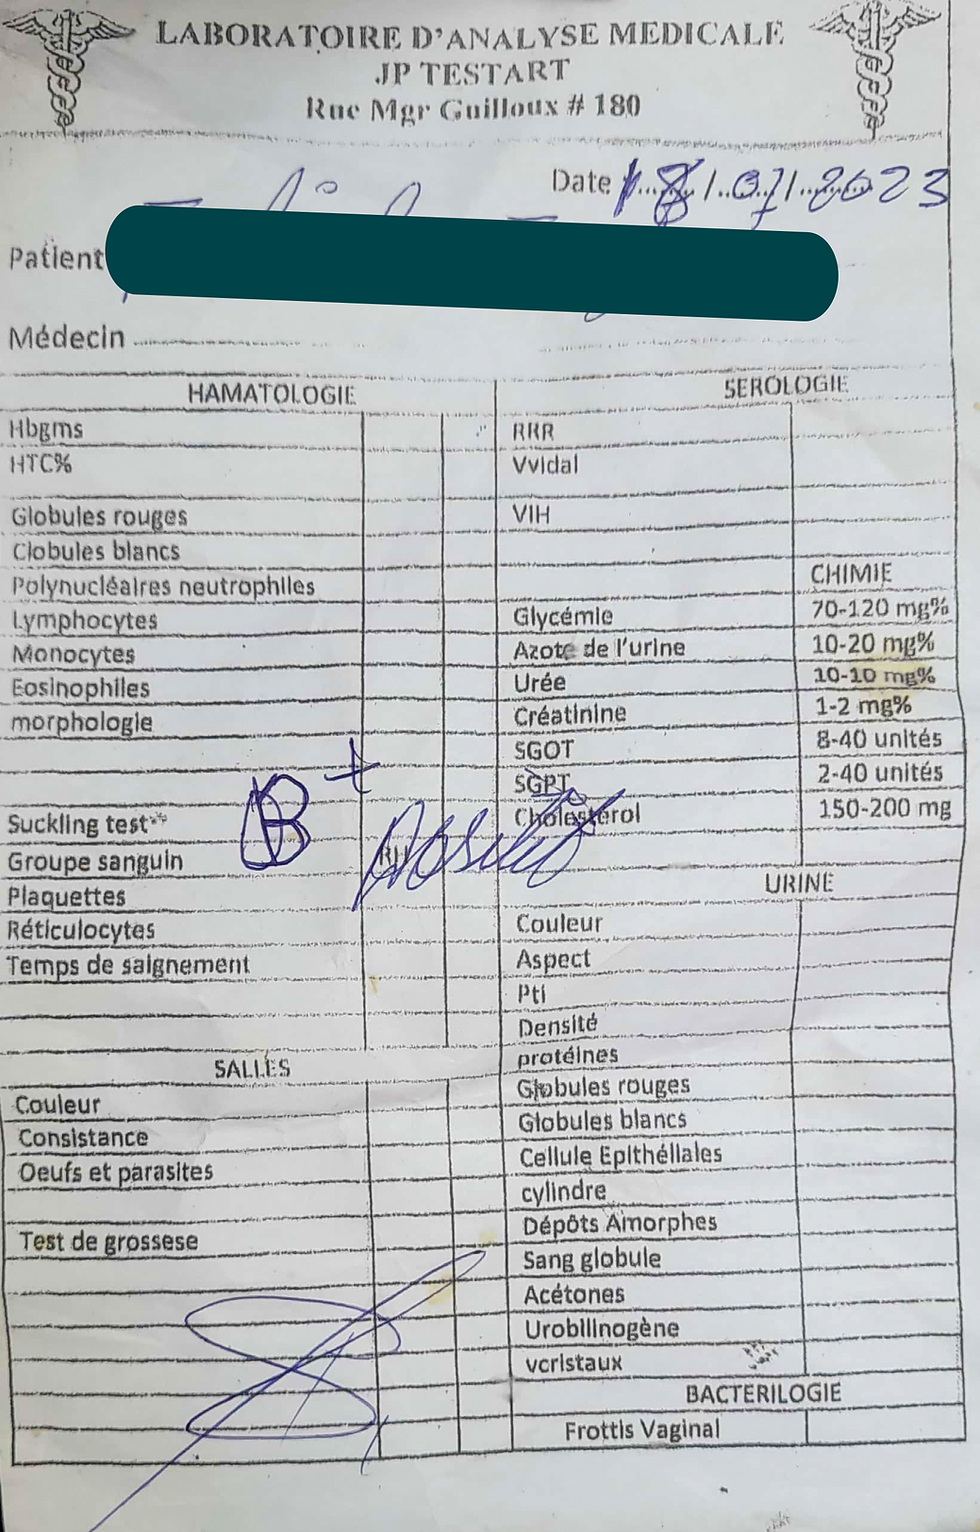 LABORATOIRE D'ANALYSE MEDICALE
JP TESTART
Rue Mgr Guilloux # 180
Date 18/07/2023
Patient
Médecin
HAMATOLOGIE
Hbgms
HTC%
Globules rouges
Clobules blancs
Polynucléaires neutrophiles
Lymphocytes
Monocytes
Eosinophiles
morphologie
Suckling test
Groupe sanguin B+ RH Positif
Plaquettes
Réticulocytes
Temps de saignement
SALLES
Couleur
Consistance
Oeufs et parasites
Test de grossese
SEROLOGIE
RRR
Vvidal
VIH
CHIMIE
Glycémie 70-120 mg%
Azote de l'urine 10-20 mg%
Urée 10-10 mg%
Créatinine 1-2 mg%
SGOT 8-40 unités
SGPT 2-40 unités
Cholestérol 150-200 mg
URINE
Couleur
Aspect
Pti
Densité
protéines
Globules rouges
Globules blancs
Cellule Epithéllales
cylindre
Dépôts Amorphes
Sang globule
Acétones
Urobilinogène
vcristaux
BACTERILOGIE
Frottis Vaginal